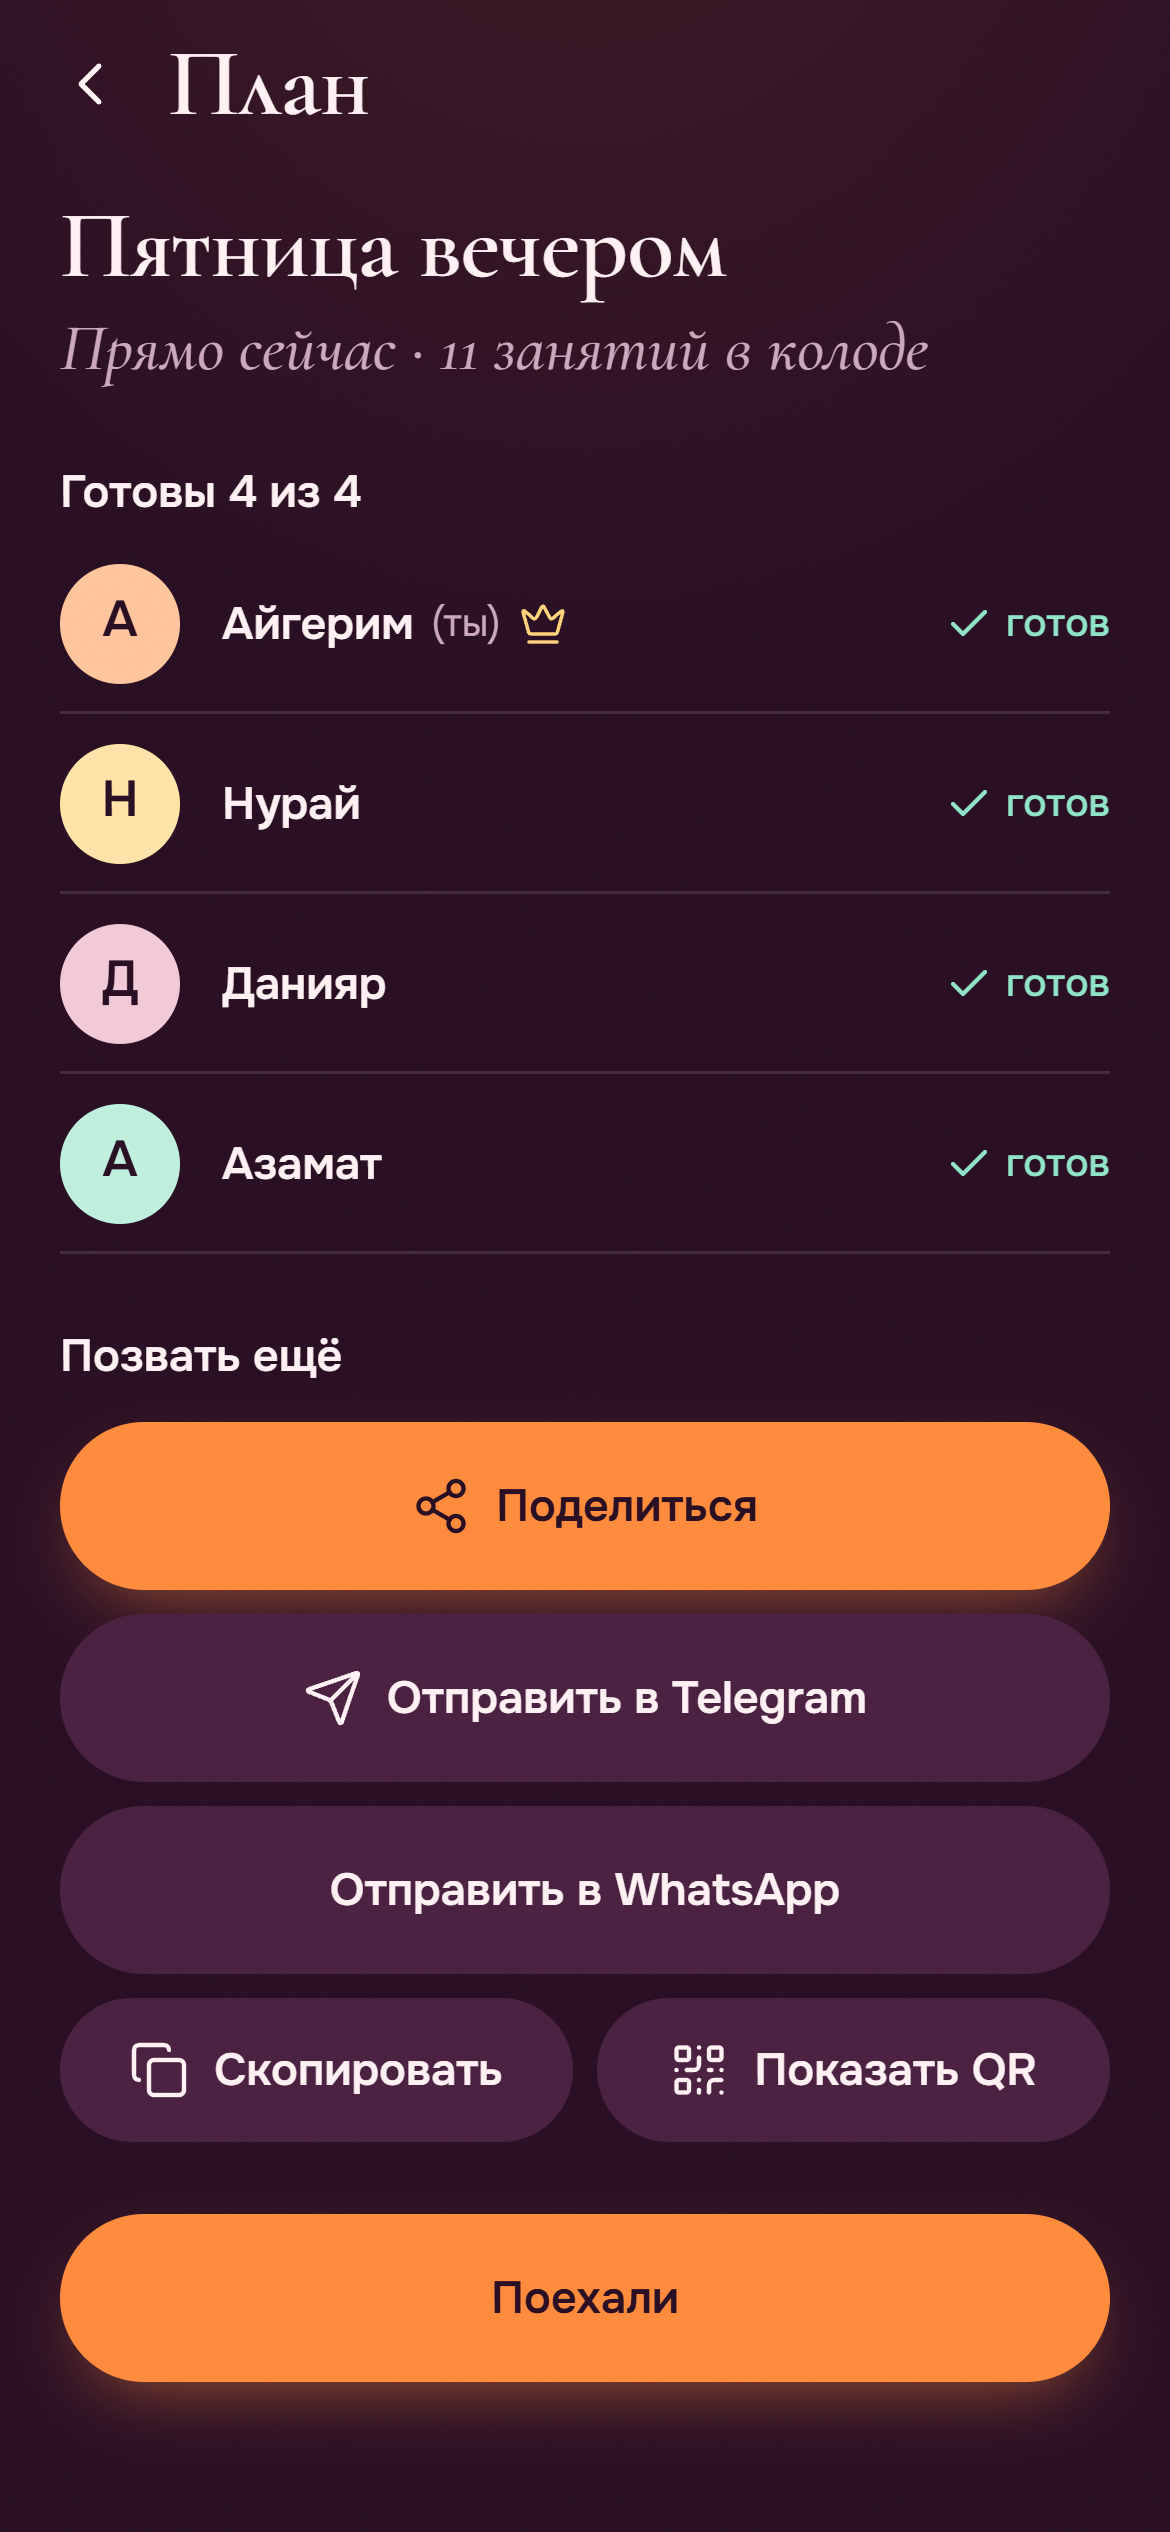 План
Пятница вечером
Прямо сейчас · 11 занятий в колоде
Готовы 4 из 4
А Айгерим (ты) готов
Н Нурай готов
Д Данияр готов
А Азамат готов
Позвать ещё
Поделиться
Отправить в Telegram
Отправить в WhatsApp
Скопировать Показать QR
Поехали